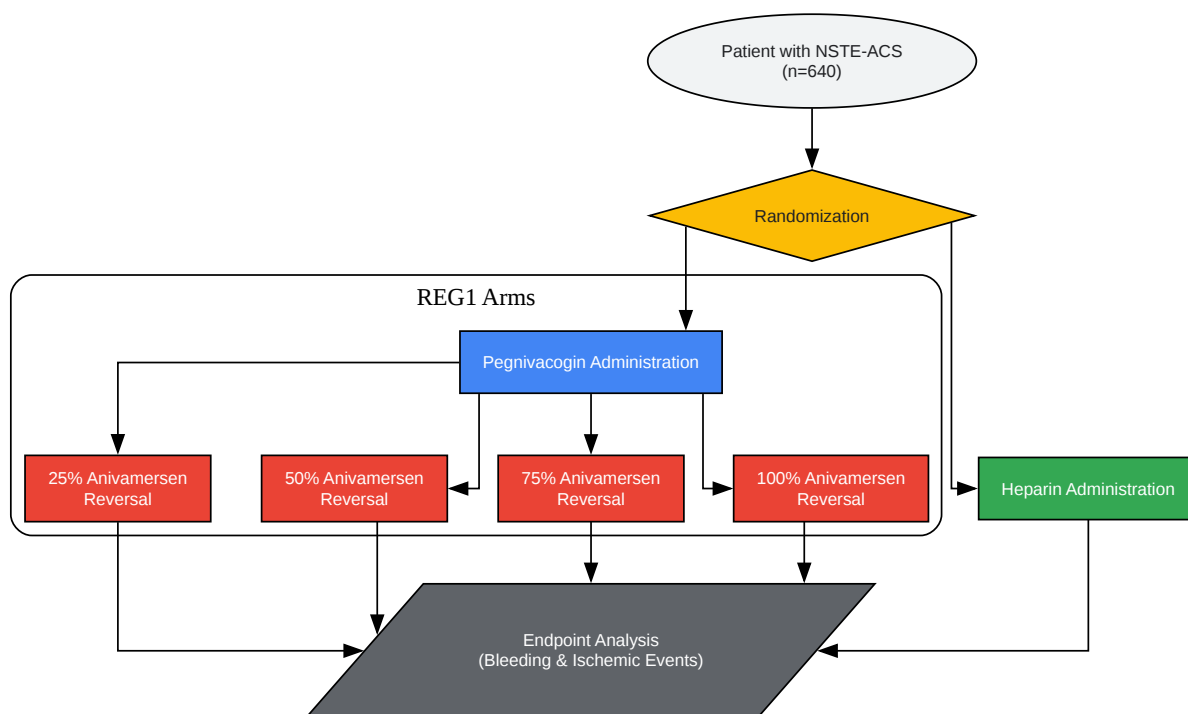 Patient with NSTE-ACS
(n=640)
Randomization
REG1 Arms
Pegnivacogin Administration
25% Anivamersen
Reversal
50% Anivamersen
Reversal
75% Anivamersen
Reversal
100% Anivamersen
Reversal
Heparin Administration
Endpoint Analysis
(Bleeding & Ischemic Events)